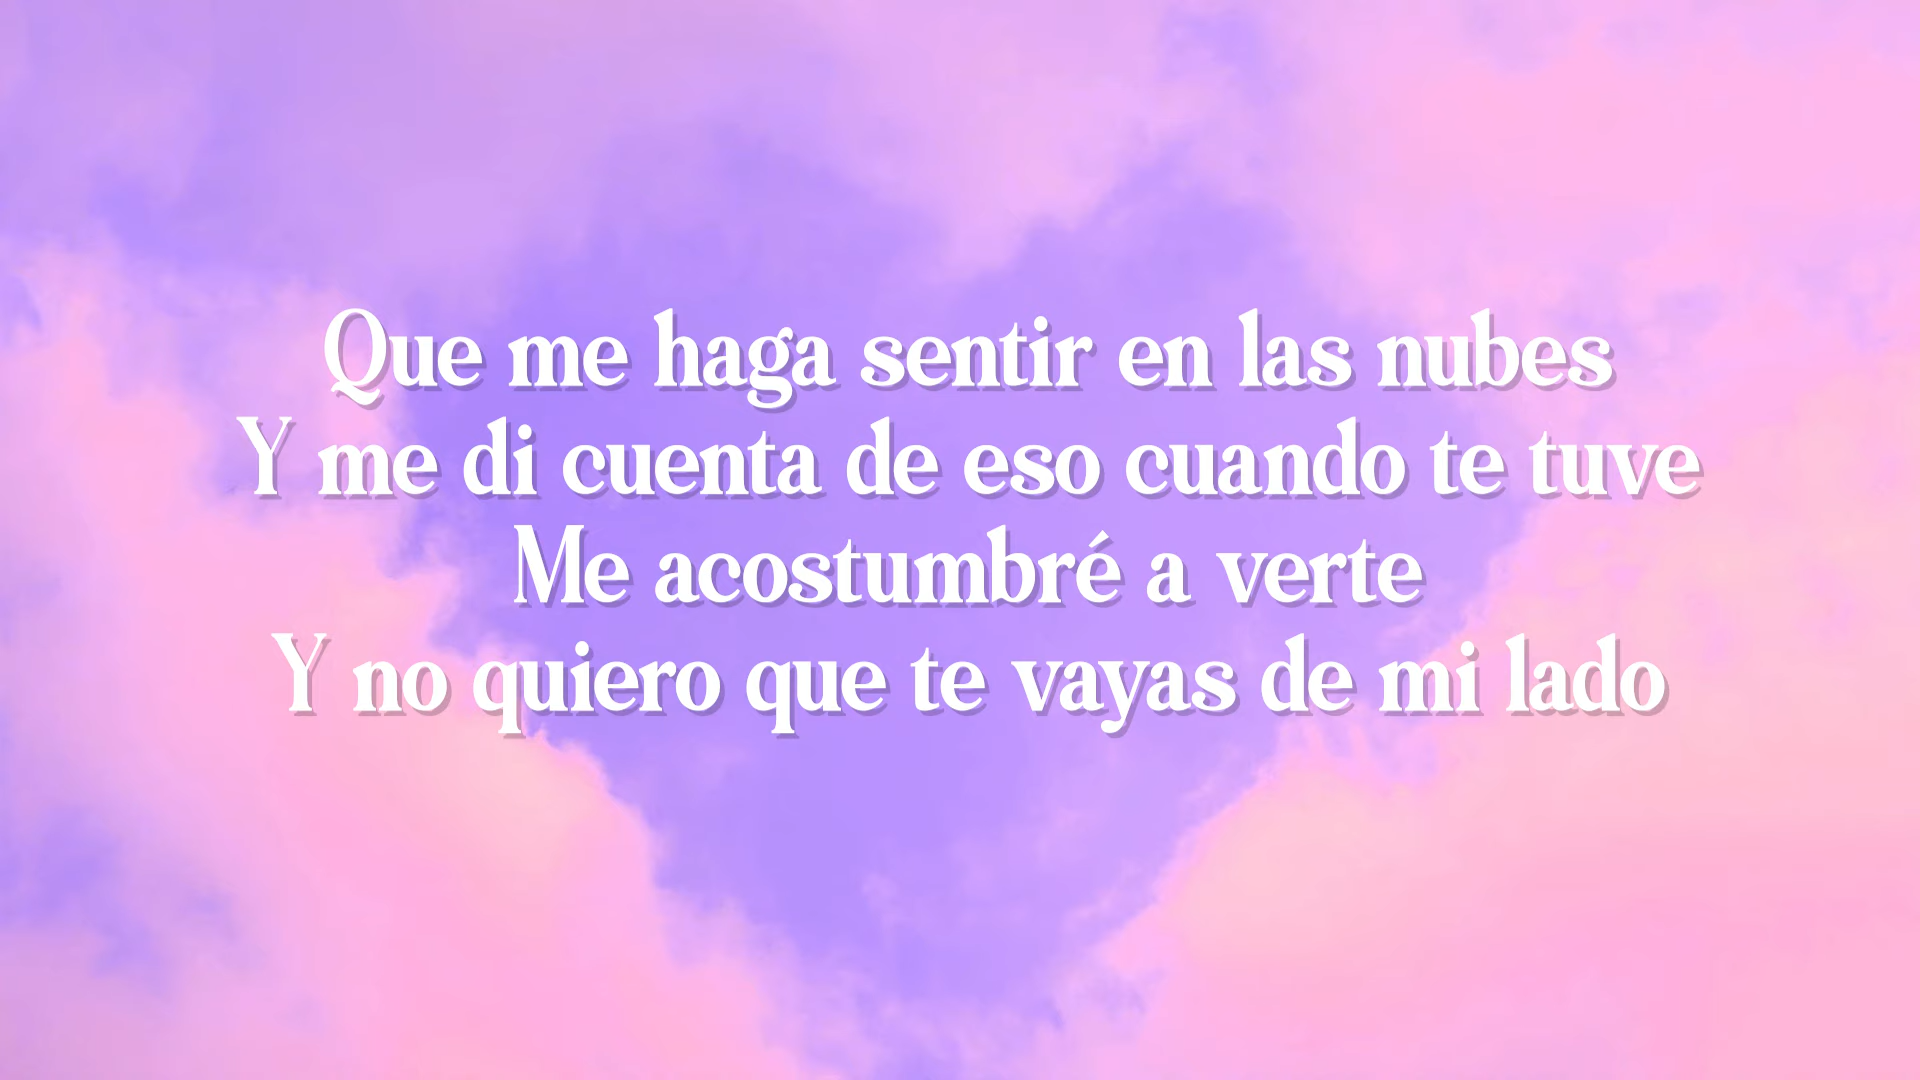 Que me haga sentir en las nubes
Y me di cuenta de eso cuando te tuve
Me acostumbré a verte
Y no quiero que te vayas de mi lado